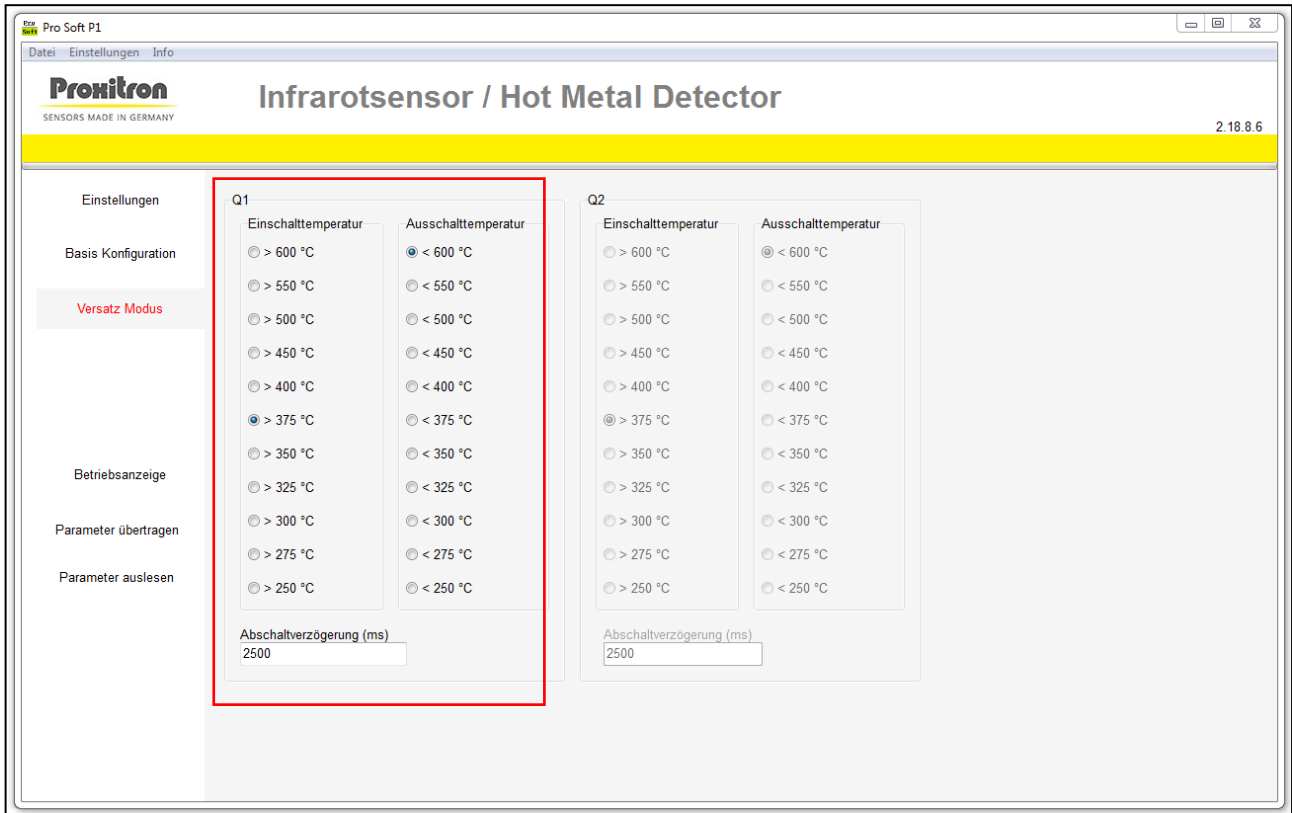 Pro Soft Pro Soft P1
Datei Einstellungen Info
Proxitron
SENSORS MADE IN GERMANY
Infrarotsensor / Hot Metal Detector
2.18.8.6
Einstellungen
Basis Konfiguration
Versatz Modus
Betriebsanzeige
Parameter übertragen
Parameter auslesen
Q1
Einschalttemperatur Ausschalttemperatur
> 600 °C < 600 °C
> 550 °C < 550 °C
> 500 °C < 500 °C
> 450 °C < 450 °C
> 400 °C < 400 °C
> 375 °C < 375 °C
> 350 °C < 350 °C
> 325 °C < 325 °C
> 300 °C < 300 °C
> 275 °C < 275 °C
> 250 °C < 250 °C
Abschaltverzögerung (ms)
2500
Q2
Einschalttemperatur Ausschalttemperatur
> 600 °C < 600 °C
> 550 °C < 550 °C
> 500 °C < 500 °C
> 450 °C < 450 °C
> 400 °C < 400 °C
> 375 °C < 375 °C
> 350 °C < 350 °C
> 325 °C < 325 °C
> 300 °C < 300 °C
> 275 °C < 275 °C
> 250 °C < 250 °C
Abschaltverzögerung (ms)
2500